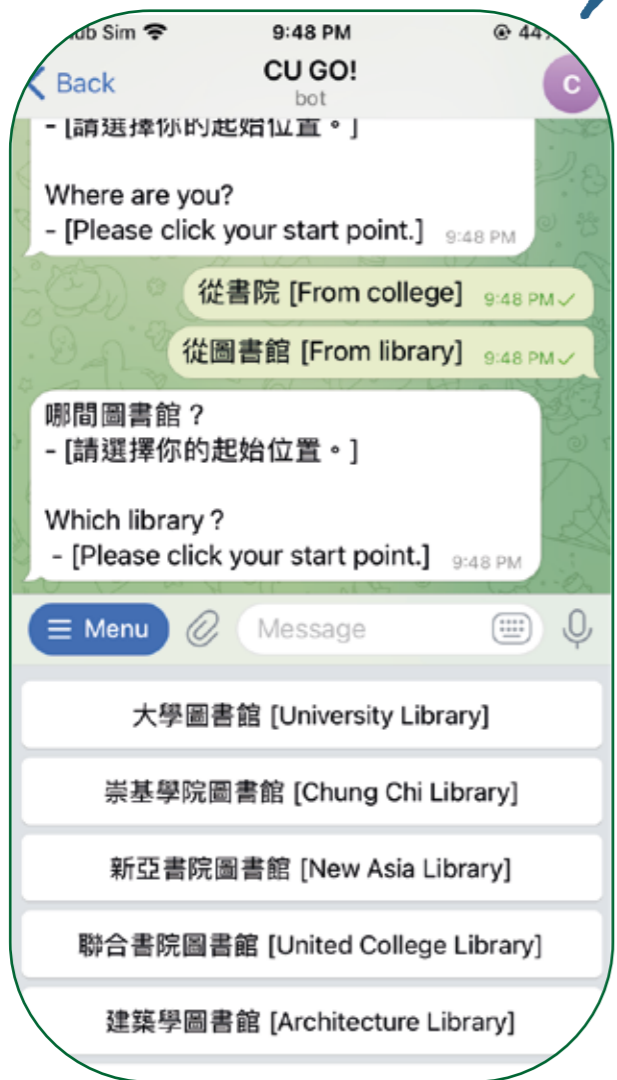 Sim 9:48 PM 44
Back CU GO! C
bot
- [請選擇你的起始位置。]
Where are you?
- [Please click your start point.] 9:48 PM
從書院 [From college] 9:48 PM
從圖書館 [From library] 9:48 PM
哪間圖書館？
- [請選擇你的起始位置。]
Which library ?
- [Please click your start point.] 9:48 PM
Menu Message
大學圖書館 [University Library]
崇基學院圖書館 [Chung Chi Library]
新亞書院圖書館 [New Asia Library]
聯合書院圖書館 [United College Library]
建築學圖書館 [Architecture Library]